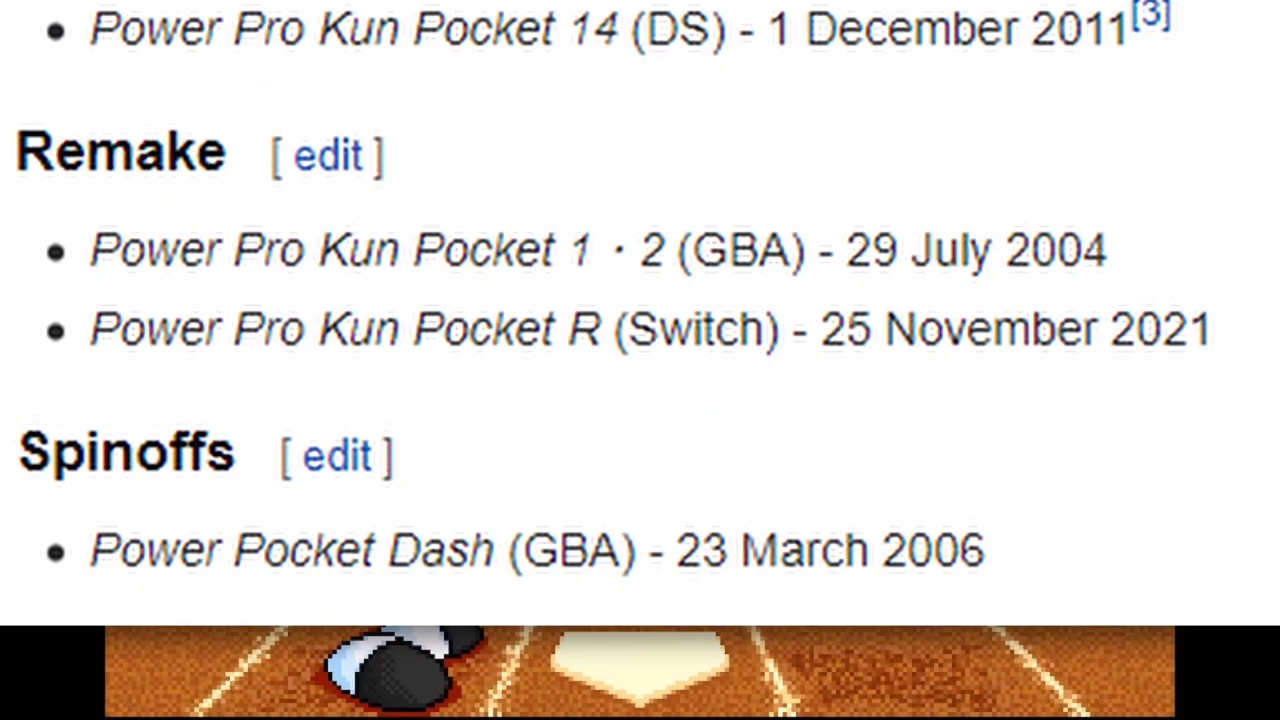 • Power Pro Kun Pocket 14 (DS) - 1 December 2011[3]
Remake [ edit ]
• Power Pro Kun Pocket 1・2 (GBA) - 29 July 2004
• Power Pro Kun Pocket R (Switch) - 25 November 2021
Spinoffs [ edit ]
• Power Pocket Dash (GBA) - 23 March 2006